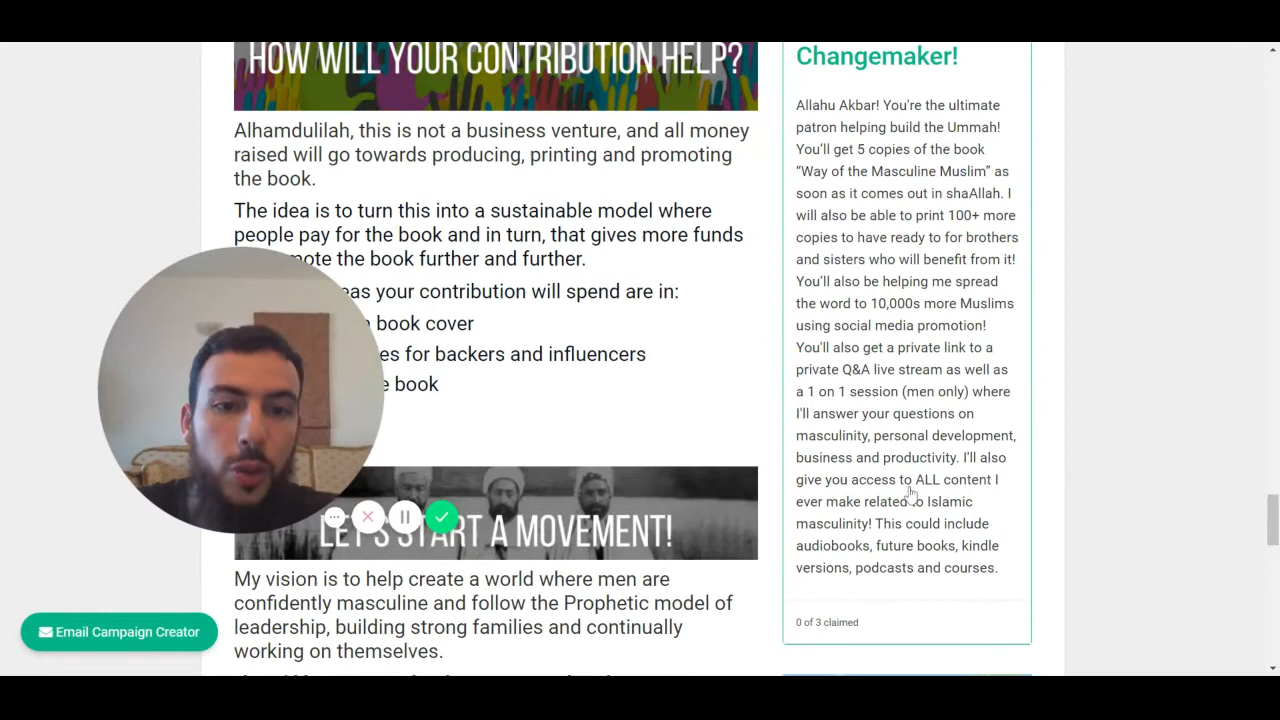 HOW WILL YOUR CONTRIBUTION HELP?
Alhamdulilah, this is not a business venture, and all money
raised will go towards producing, printing and promoting
the book.
The idea is to turn this into a sustainable model where
people pay for the book and in turn, that gives more funds
mote the book further and further.
eas your contribution will spend are in:
book cover
es for backers and influencers
e book
LET'S START A MOVEMENT!
My vision is to help create a world where men are
confidently masculine and follow the Prophetic model of
leadership, building strong families and continually
working on themselves.
Email Campaign Creator
Changemaker!
Allahu Akbar! You're the ultimate
patron helping build the Ummah!
You’ll get 5 copies of the book
“Way of the Masculine Muslim” as
soon as it comes out in shaAllah. I
will also be able to print 100+ more
copies to have ready to for brothers
and sisters who will benefit from it!
You’ll also be helping me spread
the word to 10,000s more Muslims
using social media promotion!
You'll also get a private link to a
private Q&A live stream as well as
a 1 on 1 session (men only) where
I'll answer your questions on
masculinity, personal development,
business and productivity. I'll also
give you access to ALL content I
ever make related to Islamic
masculinity! This could include
audiobooks, future books, kindle
versions, podcasts and courses.
0 of 3 claimed